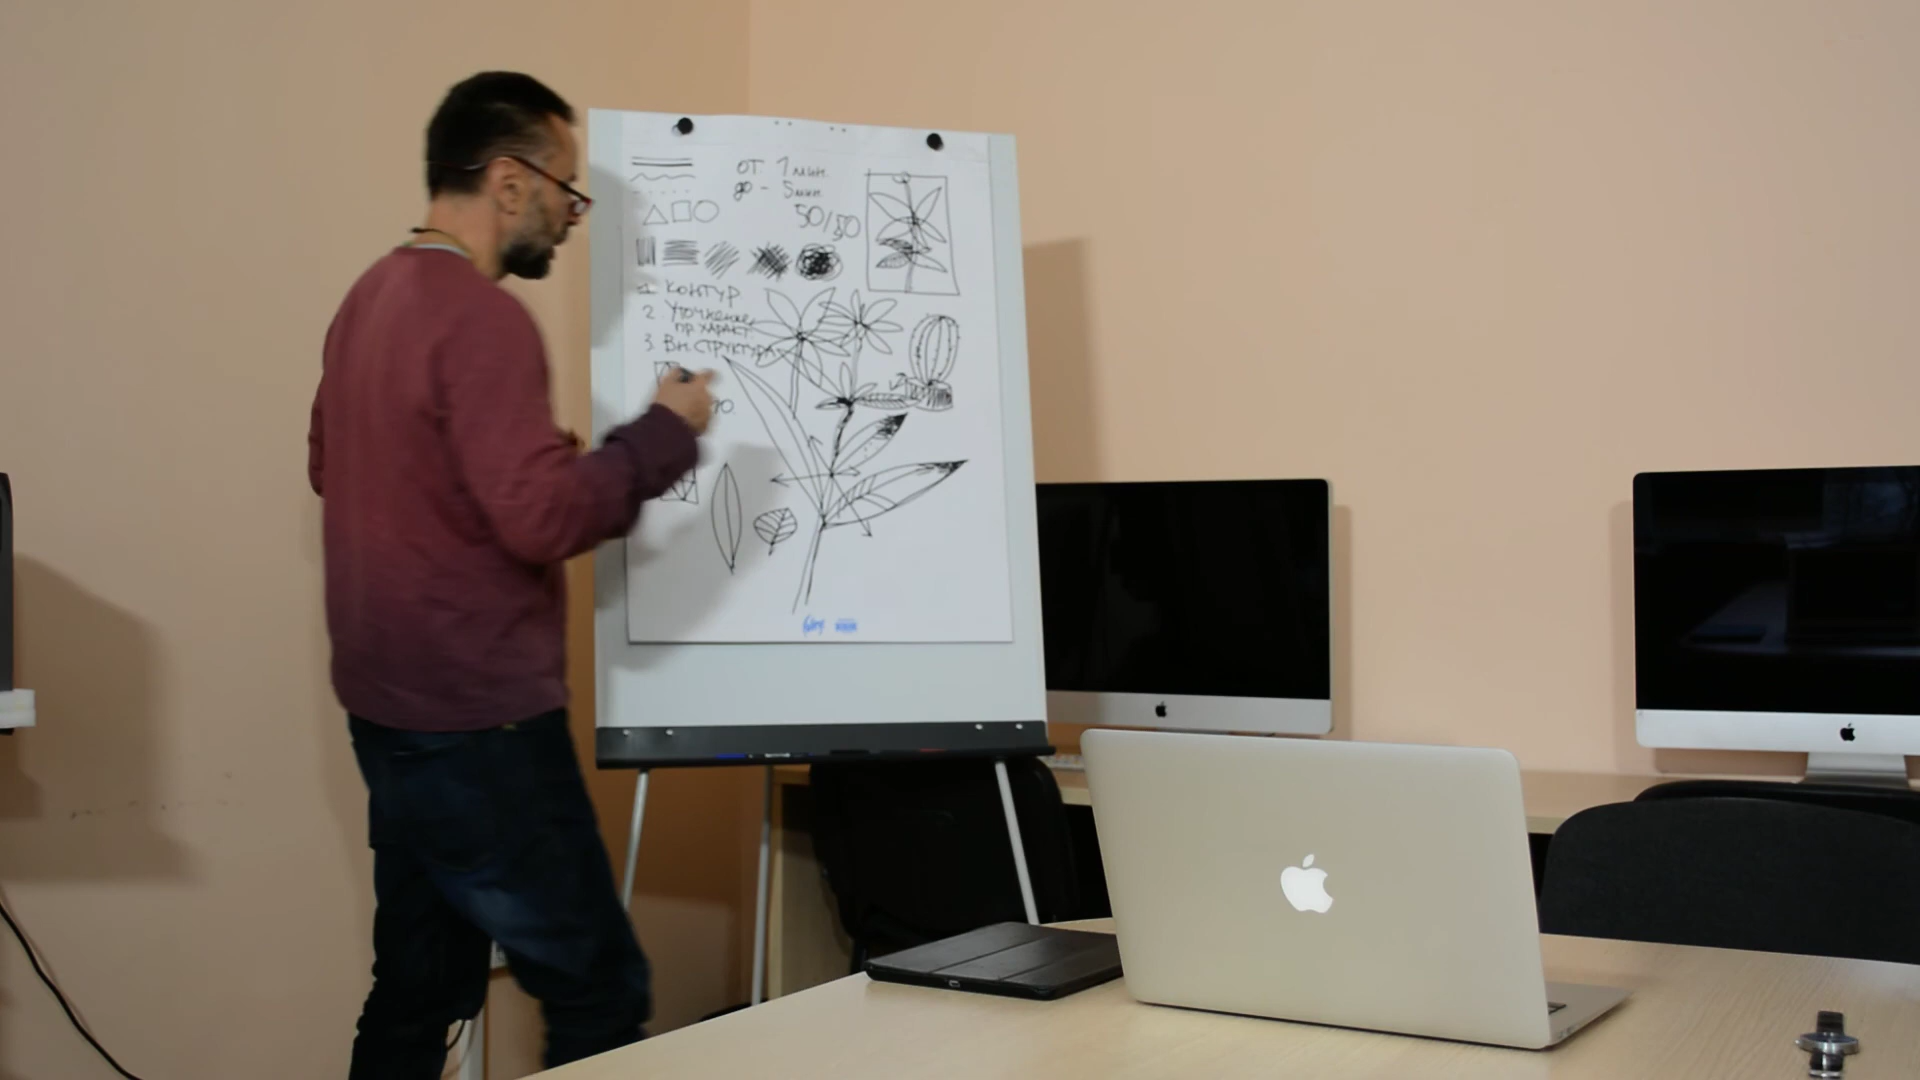 от 1 мин.
до - 5 мин.
50/50
1. контур
2. Уточнение
пр. характ.
3. Вн. структура